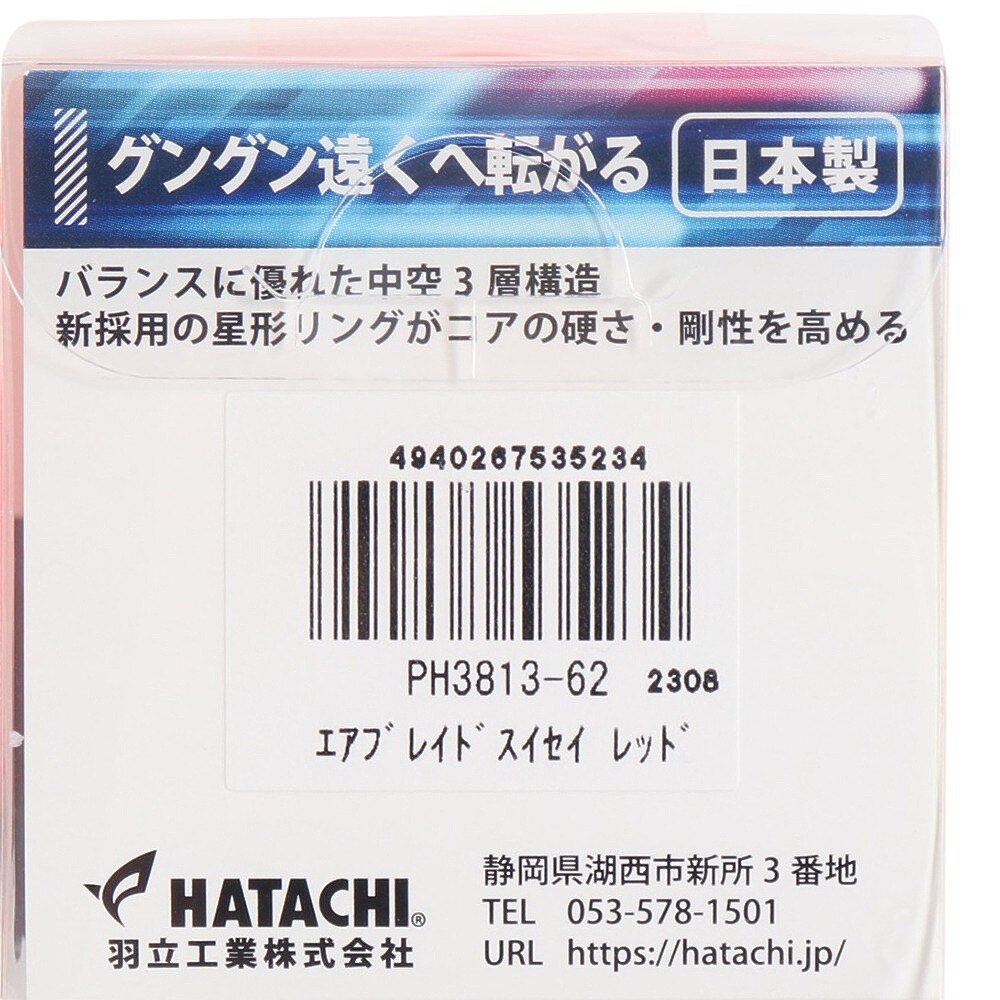 グングン遠くへ転がる 日本製
バランスに優れた中空3層構造
新採用の星形リングがコアの硬さ・剛性を高める
4940267535234
PH3813-62 2308
ｴｱﾌﾞﾚｲﾄﾞｽｲｾｲ ﾚｯﾄﾞ
HATACHI®
羽立工業株式会社
静岡県湖西市新所3番地
TEL 053-578-1501
URL https://hatachi.jp/